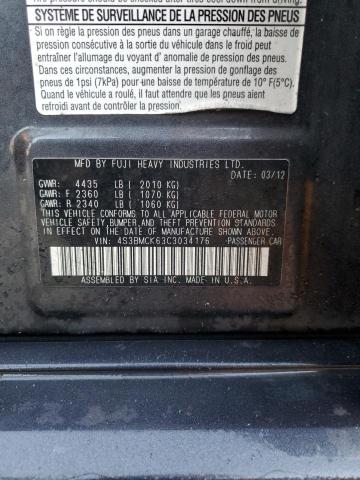 SYSTÈME DE SURVEILLANCE DE LA PRESSION DES PNEUS
Si on règle la pression des pneus dans un garage chauffé, la baisse de
pression consécutive à la sortie du véhicule dans le froid peut
entraîner l'allumage du voyant d' anomalie de pression des pneus.
Dans ces circonstances, augmenter la pression de gonflage des
pneus de 1psi (7kPa) pour une baisse de température de 10° F(5°C).
Quand le véhicule a roulé, il faut que les pneus aient
refroidi avant de contrôler la pression.
MFD BY FUJI HEAVY INDUSTRIES LTD.
DATE: 03/12
GVWR: 4435 LB ( 2010 KG)
GAWR: F 2360 LB ( 1070 KG)
GAWR: R 2340 LB ( 1060 KG)
THIS VEHICLE CONFORMS TO ALL APPLICABLE FEDERAL MOTOR
VEHICLE SAFETY, BUMPER, AND THEFT PREVENTION
STANDARDS IN EFFECT ON THE DATE OF MANUFACTURE SHOWN ABOVE.
VIN: 4S3BMCK63C3034176 PASSENGER CAR
ASSEMBLED BY SIA INC. MADE IN U.S.A.